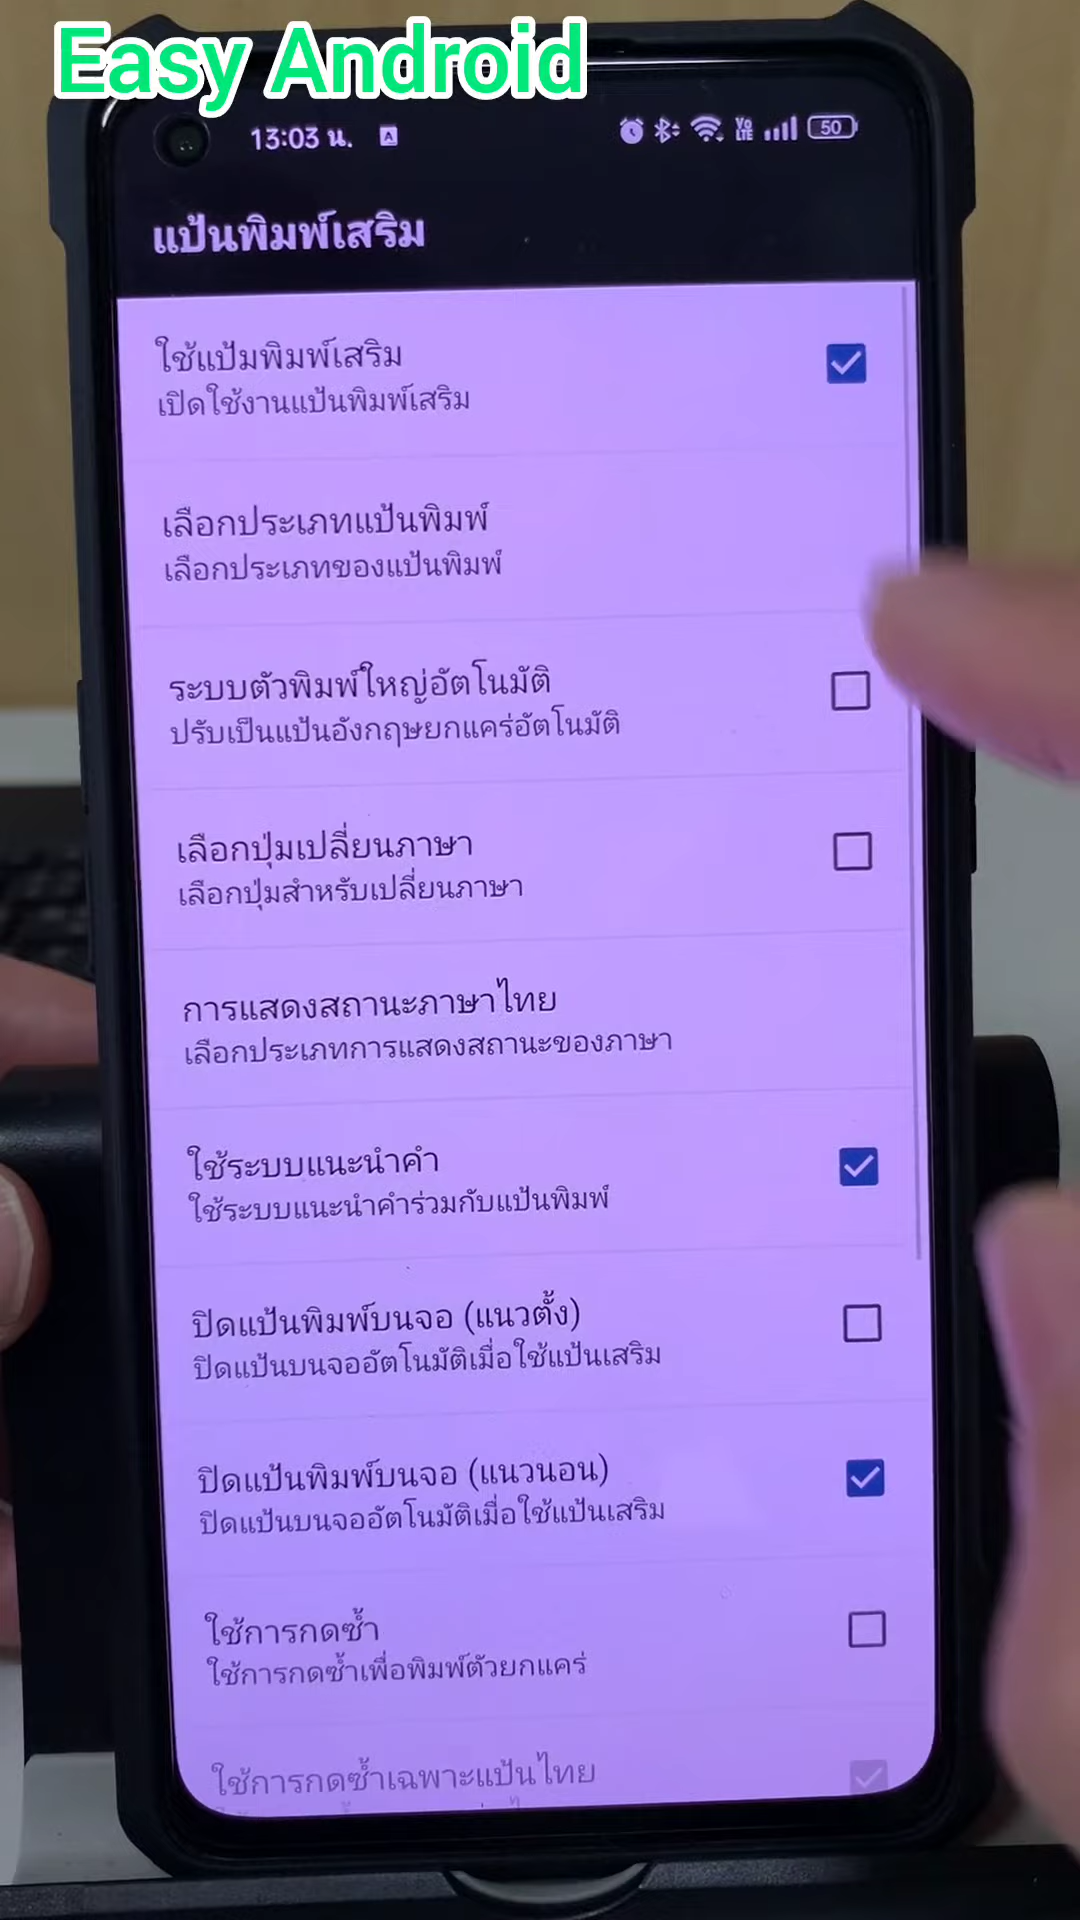 Easy Android
13:03 น.
A
VO
LTE
50
แป้นพิมพ์เสริม
ใช้แป้มพิมพ์เสริม
เปิดใช้งานแป้นพิมพ์เสริม
เลือกประเภทแป้นพิมพ์
เลือกประเภทของแป้นพิมพ์
ระบบตัวพิมพ์ใหญ่อัตโนมัติ
ปรับเป็นแป้นอังกฤษยกแคร่อัตโนมัติ
เลือกปุ่มเปลี่ยนภาษา
เลือกปุ่มสำหรับเปลี่ยนภาษา
การแสดงสถานะภาษาไทย
เลือกประเภทการแสดงสถานะของภาษา
ใช้ระบบแนะนำคำ
ใช้ระบบแนะนำคำร่วมกับแป้นพิมพ์
ปิดแป้นพิมพ์บนจอ (แนวตั้ง)
ปิดแป้นบนจออัตโนมัติเมื่อใช้แป้นเสริม
ปิดแป้นพิมพ์บนจอ (แนวนอน)
ปิดแป้นบนจออัตโนมัติเมื่อใช้แป้นเสริม
ใช้การกดซ้ำ
ใช้การกดซ้ำเพื่อพิมพ์ตัวยกแคร่
ใช้การกดซ้ำเฉพาะแป้นไทย